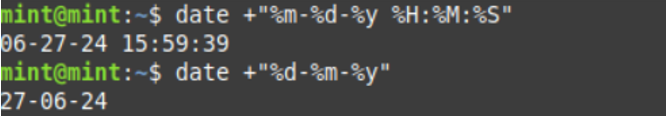 mint@mint:~$ date +"%m-%d-%y %H:%M:%S"
06-27-24 15:59:39
mint@mint:~$ date +"%d-%m-%y"
27-06-24